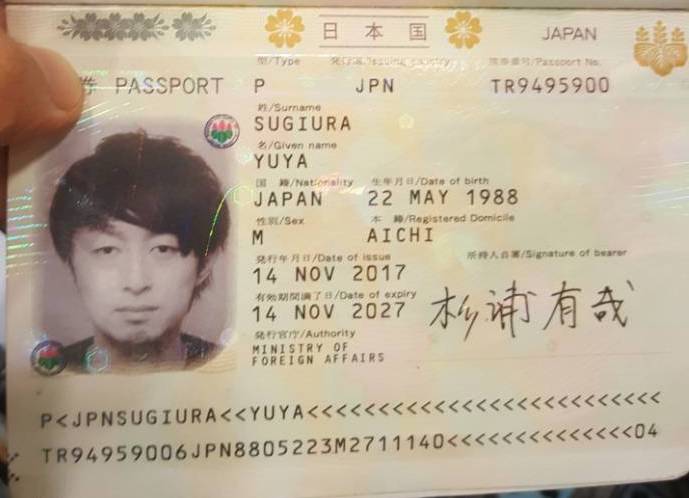 日本国 JAPAN
型/Type 発行国/Issuing country 旅券番号/Passport No.
券 PASSPORT P JPN TR9495900
姓/Surname
SUGIURA
名/Given name
YUYA
国 籍/Nationality 生年月日/Date of birth
JAPAN 22 MAY 1988
性別/Sex 本 籍/Registered Domicile
M AICHI
発行年月日/Date of issue 所持人自署/Signature of bearer
14 NOV 2017
有効期間満了日/Date of expiry
14 NOV 2027 杉浦有哉
発行官庁/Authority
MINISTRY OF
FOREIGN AFFAIRS
P<JPNSUGIURA<<YUYA<<<<<<<<<<<<<<<<<<<<<<<<<<
TR94959006JPN8805223M2711140<<<<<<<<<<<<<<04